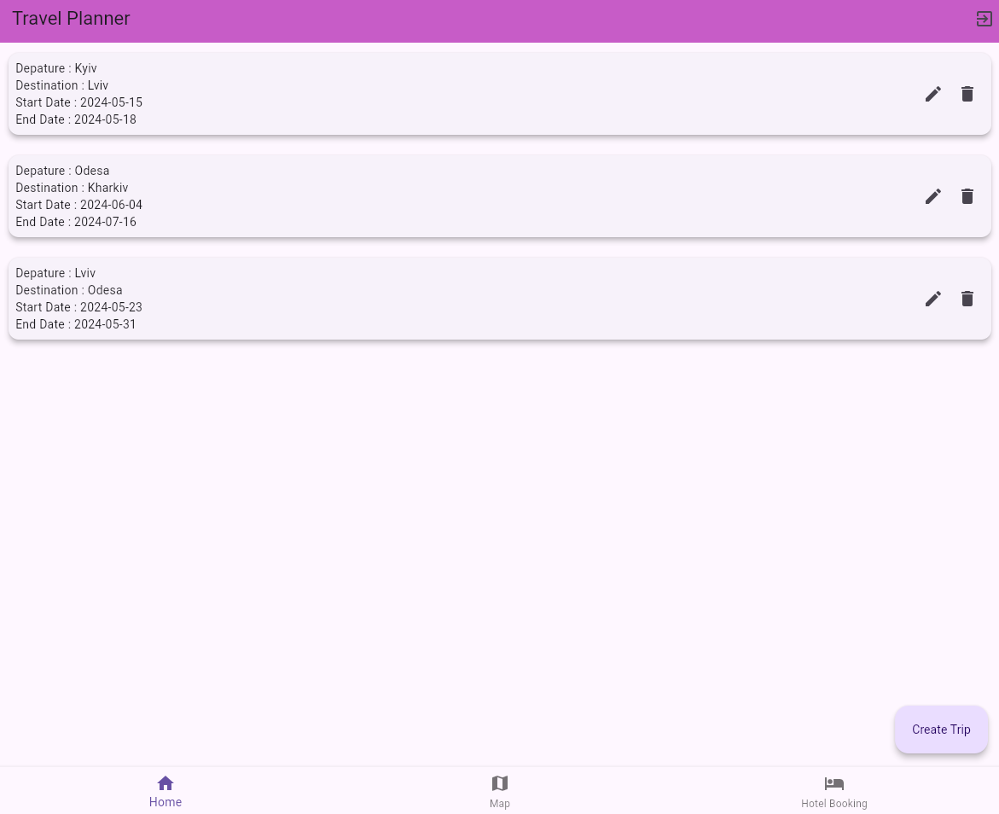 Travel Planner
Depature : Kyiv
Destination : Lviv
Start Date : 2024-05-15
End Date : 2024-05-18
Depature : Odesa
Destination : Kharkiv
Start Date : 2024-06-04
End Date : 2024-07-16
Depature : Lviv
Destination : Odesa
Start Date : 2024-05-23
End Date : 2024-05-31
Create Trip
Home
Map
Hotel Booking